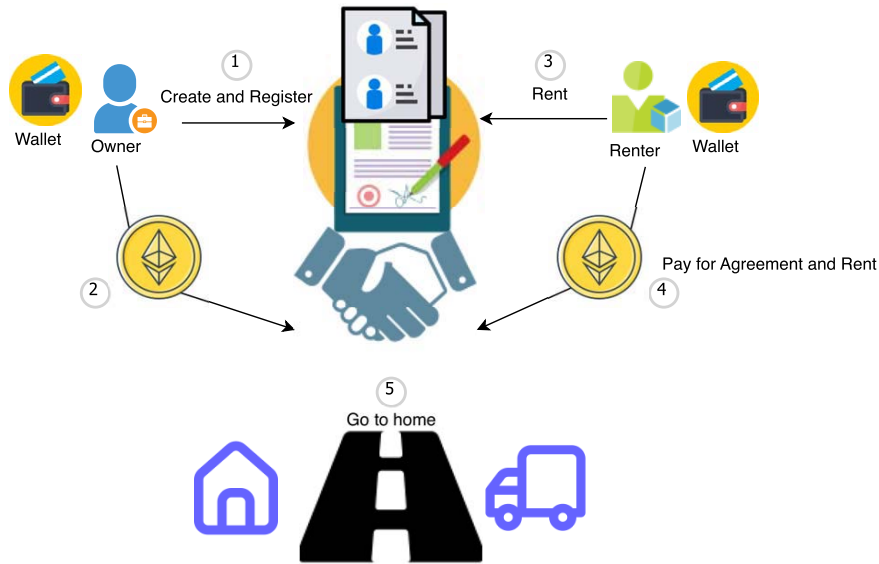 1
3
Create and Register
Rent
Wallet
Owner
Renter
Wallet
2
Pay for Agreement and Rent
4
5
Go to home